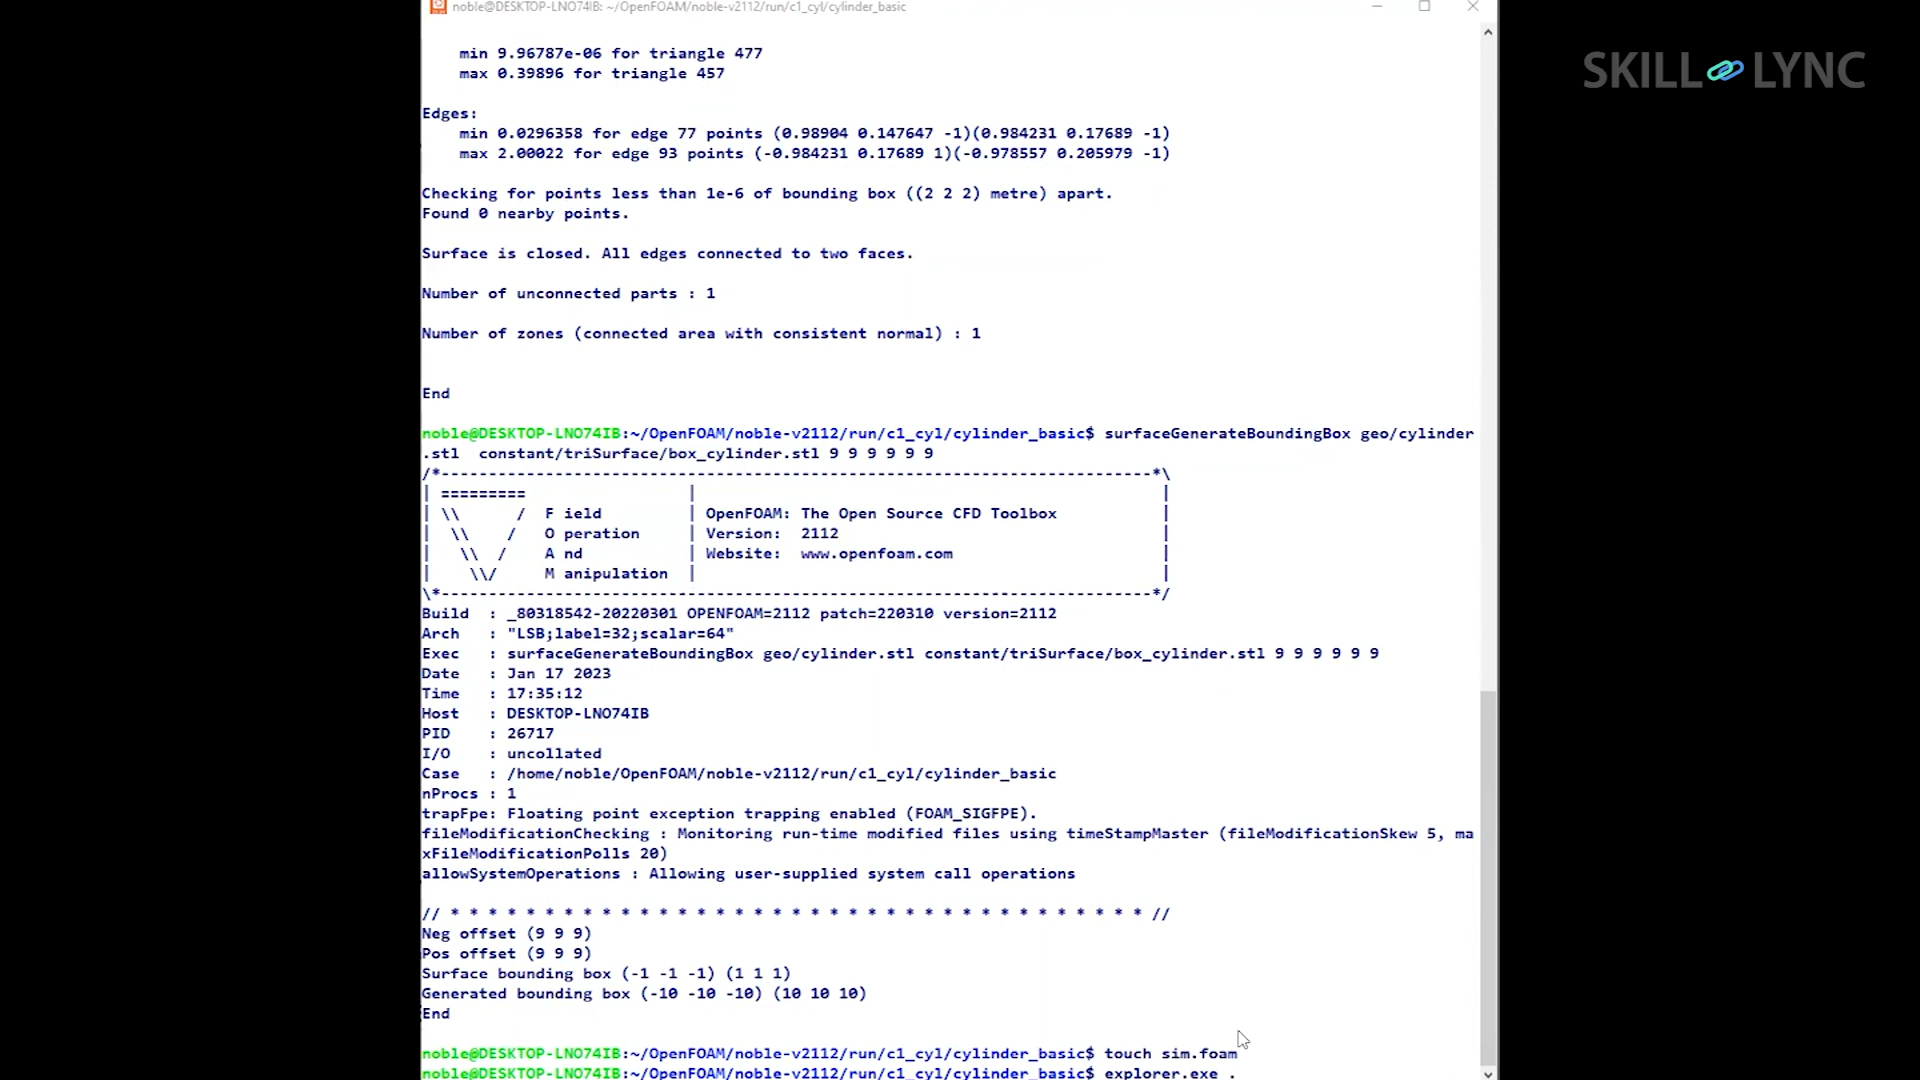 noble@DESKTOP-LNO74IB: ~/OpenFOAM/noble-v2112/run/c1_cyl/cylinder_basic
SKILL LYNC
min 9.96787e-06 for triangle 477
max 0.39896 for triangle 457
Edges:
min 0.0296358 for edge 77 points (0.98904 0.147647 -1)(0.984231 0.17689 -1)
max 2.00022 for edge 93 points (-0.984231 0.17689 1)(-0.978557 0.205979 -1)
Checking for points less than 1e-6 of bounding box ((2 2 2) metre) apart.
Found 0 nearby points.
Surface is closed. All edges connected to two faces.
Number of unconnected parts : 1
Number of zones (connected area with consistent normal) : 1
End
noble@DESKTOP-LNO74IB:~/OpenFOAM/noble-v2112/run/c1_cyl/cylinder_basic$ surfaceGenerateBoundingBox geo/cylinder
.stl  constant/triSurface/box_cylinder.stl 9 9 9 9 9 9
/*---------------------------------------------------------------------------*\
| =========                 |                                                 |
| \\      /  F ield         | OpenFOAM: The Open Source CFD Toolbox           |
|  \\    /   O peration     | Version:  2112                                  |
|   \\  /    A nd           | Website:  www.openfoam.com                      |
|    \\/     M anipulation  |                                                 |
\*---------------------------------------------------------------------------*/
Build  : _80318542-20220301 OPENFOAM=2112 patch=220310 version=2112
Arch   : "LSB;label=32;scalar=64"
Exec   : surfaceGenerateBoundingBox geo/cylinder.stl constant/triSurface/box_cylinder.stl 9 9 9 9 9 9
Date   : Jan 17 2023
Time   : 17:35:12
Host   : DESKTOP-LNO74IB
PID    : 26717
I/O    : uncollated
Case   : /home/noble/OpenFOAM/noble-v2112/run/c1_cyl/cylinder_basic
nProcs : 1
trapFpe: Floating point exception trapping enabled (FOAM_SIGFPE).
fileModificationChecking : Monitoring run-time modified files using timeStampMaster (fileModificationSkew 5, ma
xFileModificationPolls 20)
allowSystemOperations : Allowing user-supplied system call operations
// * * * * * * * * * * * * * * * * * * * * * * * * * * * * * * * * * * * * * //
Neg offset (9 9 9)
Pos offset (9 9 9)
Surface bounding box (-1 -1 -1) (1 1 1)
Generated bounding box (-10 -10 -10) (10 10 10)
End
noble@DESKTOP-LNO74IB:~/OpenFOAM/noble-v2112/run/c1_cyl/cylinder_basic$ touch sim.foam
noble@DESKTOP-LNO74IB:~/OpenFOAM/noble-v2112/run/c1_cyl/cylinder_basic$ explorer.exe .